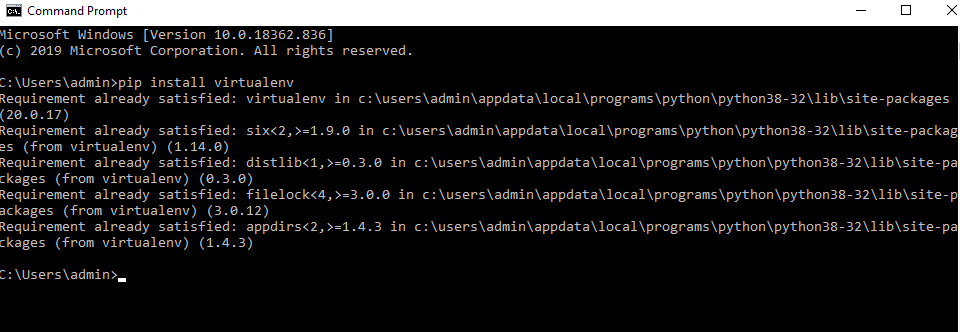 Command Prompt
Microsoft Windows [Version 10.0.18362.836]
(c) 2019 Microsoft Corporation. All rights reserved.
C:\Users\admin>pip install virtualenv
Requirement already satisfied: virtualenv in c:\users\admin\appdata\local\programs\python\python38-32\lib\site-packages
(20.0.17)
Requirement already satisfied: six<2,>=1.9.0 in c:\users\admin\appdata\local\programs\python\python38-32\lib\site-packag
es (from virtualenv) (1.14.0)
Requirement already satisfied: distlib<1,>=0.3.0 in c:\users\admin\appdata\local\programs\python\python38-32\lib\site-pa
ckages (from virtualenv) (0.3.0)
Requirement already satisfied: filelock<4,>=3.0.0 in c:\users\admin\appdata\local\programs\python\python38-32\lib\site-p
ackages (from virtualenv) (3.0.12)
Requirement already satisfied: appdirs<2,>=1.4.3 in c:\users\admin\appdata\local\programs\python\python38-32\lib\site-pa
ckages (from virtualenv) (1.4.3)
C:\Users\admin>